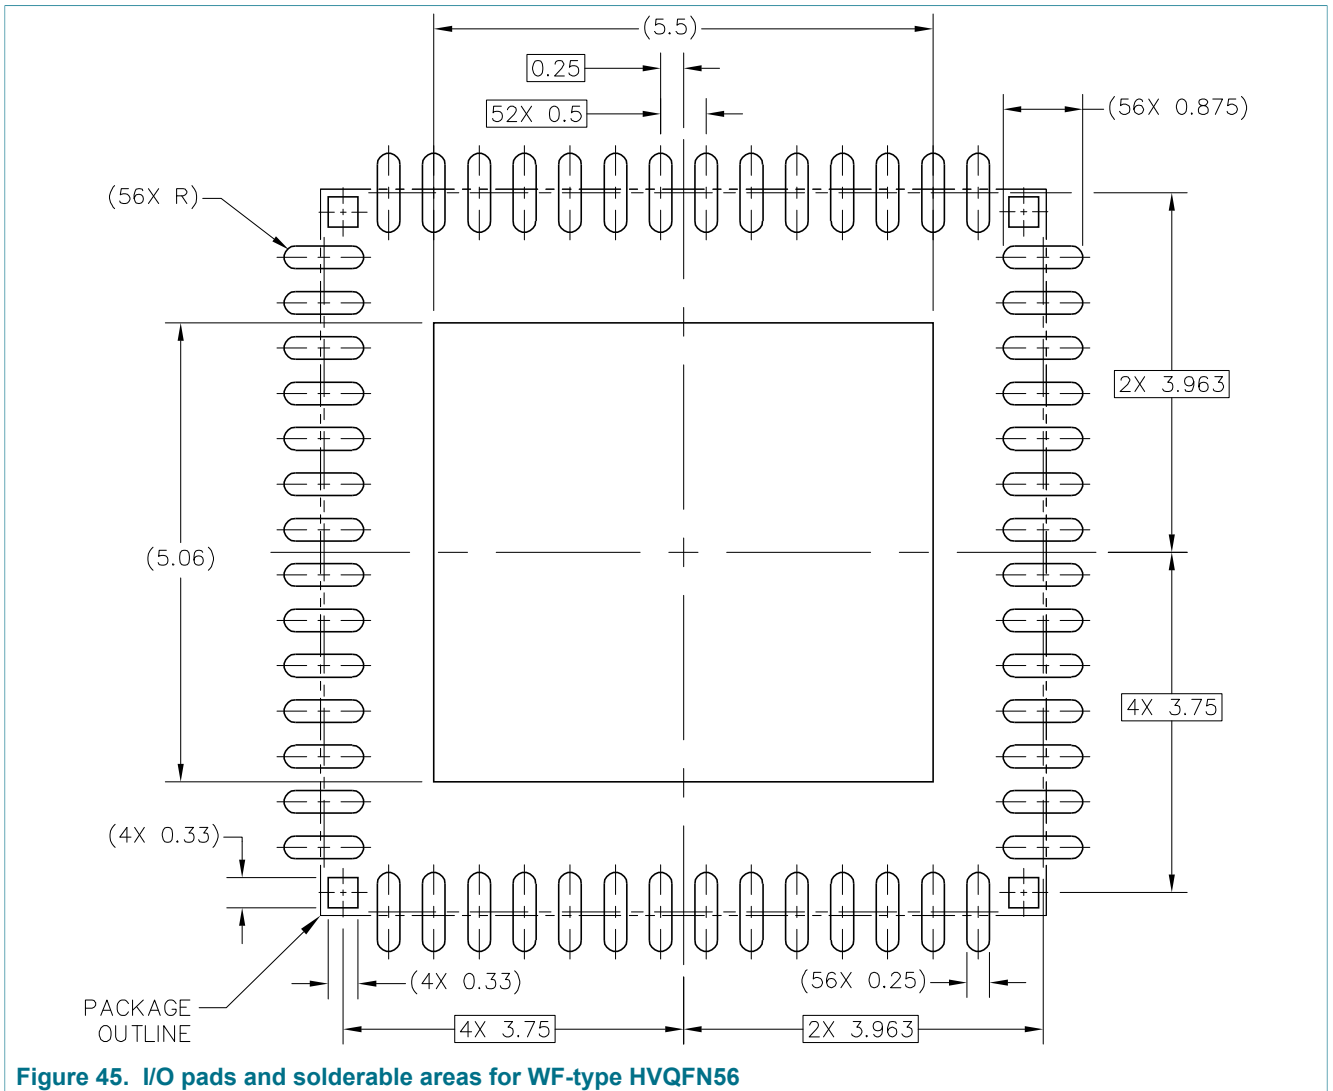 (5.5)
0.25
52X 0.5
(56X 0.875)
(56X R)
2X 3.963
(5.06)
4X 3.75
(4X 0.33)
(4X 0.33)
(56X 0.25)
PACKAGE
OUTLINE
4X 3.75
2X 3.963
Figure 45. I/O pads and solderable areas for WF-type HVQFN56